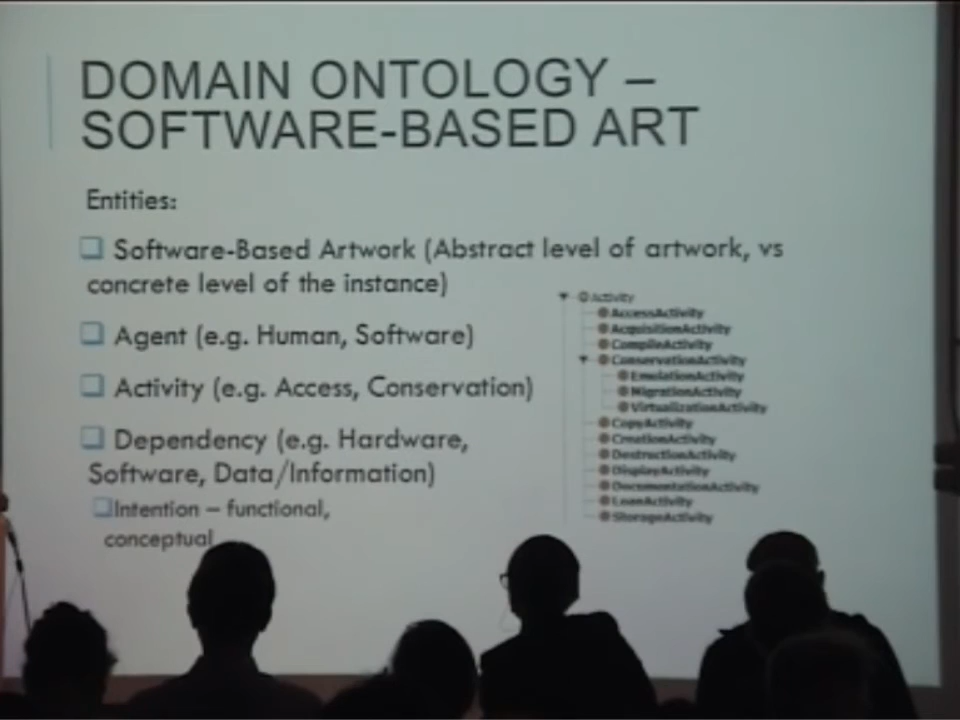 DOMAIN ONTOLOGY –
SOFTWARE-BASED ART
Entities:
Software-Based Artwork (Abstract level of artwork, vs
concrete level of the instance)
Agent (e.g. Human, Software)
Activity (e.g. Access, Conservation)
Dependency (e.g. Hardware,
Software, Data/Information)
Intention – functional,
conceptual
Activity
AccessActivity
AcquisitionActivity
CompileActivity
ConservationActivity
EmulationActivity
MigrationActivity
VirtualizationActivity
CopyActivity
CreationActivity
DestructionActivity
DisplayActivity
DocumentationActivity
LoanActivity
StorageActivity